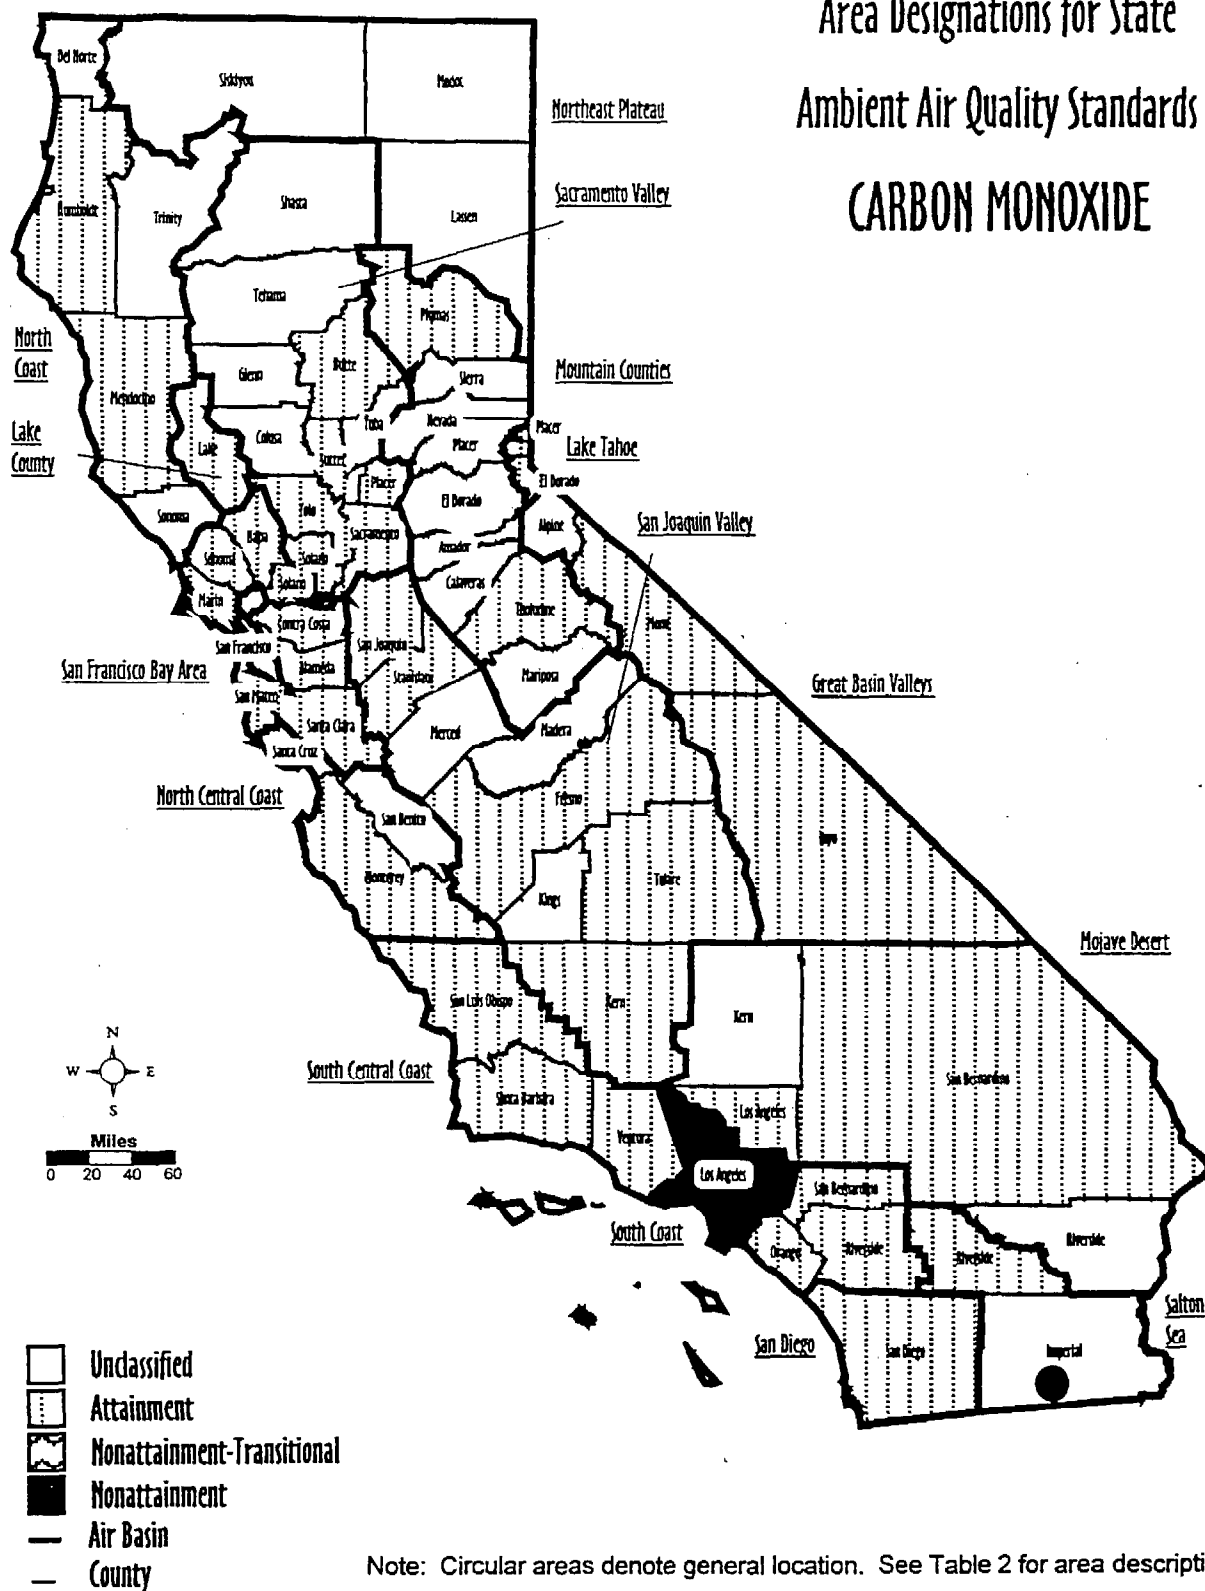 Area Designations for State
Ambient Air Quality Standards
CARBON MONOXIDE
Del Norte
Siskiyou
Modoc
Northeast Plateau
Sacramento Valley
Humboldt
Trinity
Shasta
Lassen
Tehama
Plumas
North
Coast
Glenn
Butte
Sierra
Mountain Counties
Mendocino
Lake
County
Lake
Colusa
Yuba
Nevada
Placer
Placer
Lake Tahoe
Sutter
Placer
El Dorado
El Dorado
Sonoma
Yolo
Napa
Sacramento
Alpine
San Joaquin Valley
Sonoma
Solano
Amador
Solano
Calaveras
Marin
Tuolumne
Contra Costa
Mono
San Francisco
San Joaquin
San Francisco Bay Area
Alameda
Stanislaus
Mariposa
Great Basin Valleys
San Mateo
Santa Clara
Merced
Madera
Santa Cruz
North Central Coast
Fresno
San Benito
Inyo
Monterey
Kings
Tulare
Mojave Desert
San Luis Obispo
Kern
Kern
N
W E
S
South Central Coast
San Bernardino
Santa Barbara
Los Angeles
Miles
0 20 40 60
Ventura
Los Angeles
San Bernardino
South Coast
Orange
Riverside
Riverside
Riverside
Salton
Sea
San Diego
San Diego
Imperial
Unclassified
Attainment
Nonattainment-Transitional
Nonattainment
Air Basin
County
Note: Circular areas denote general location. See Table 2 for area descripti